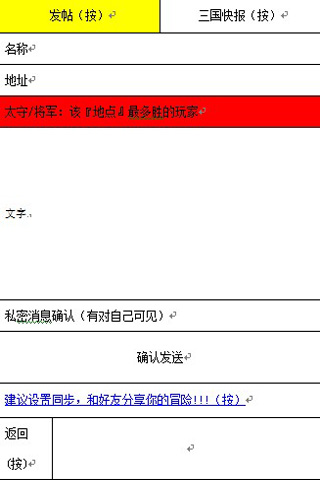 发帖（按） 三国快报（按）
名称
地址
太守/将军：该『地点』最多胜的玩家
文字.
私密消息确认（有对自己可见）
确认发送
建议设置同步，和好友分享你的冒险!!!（按）
返回
(按)